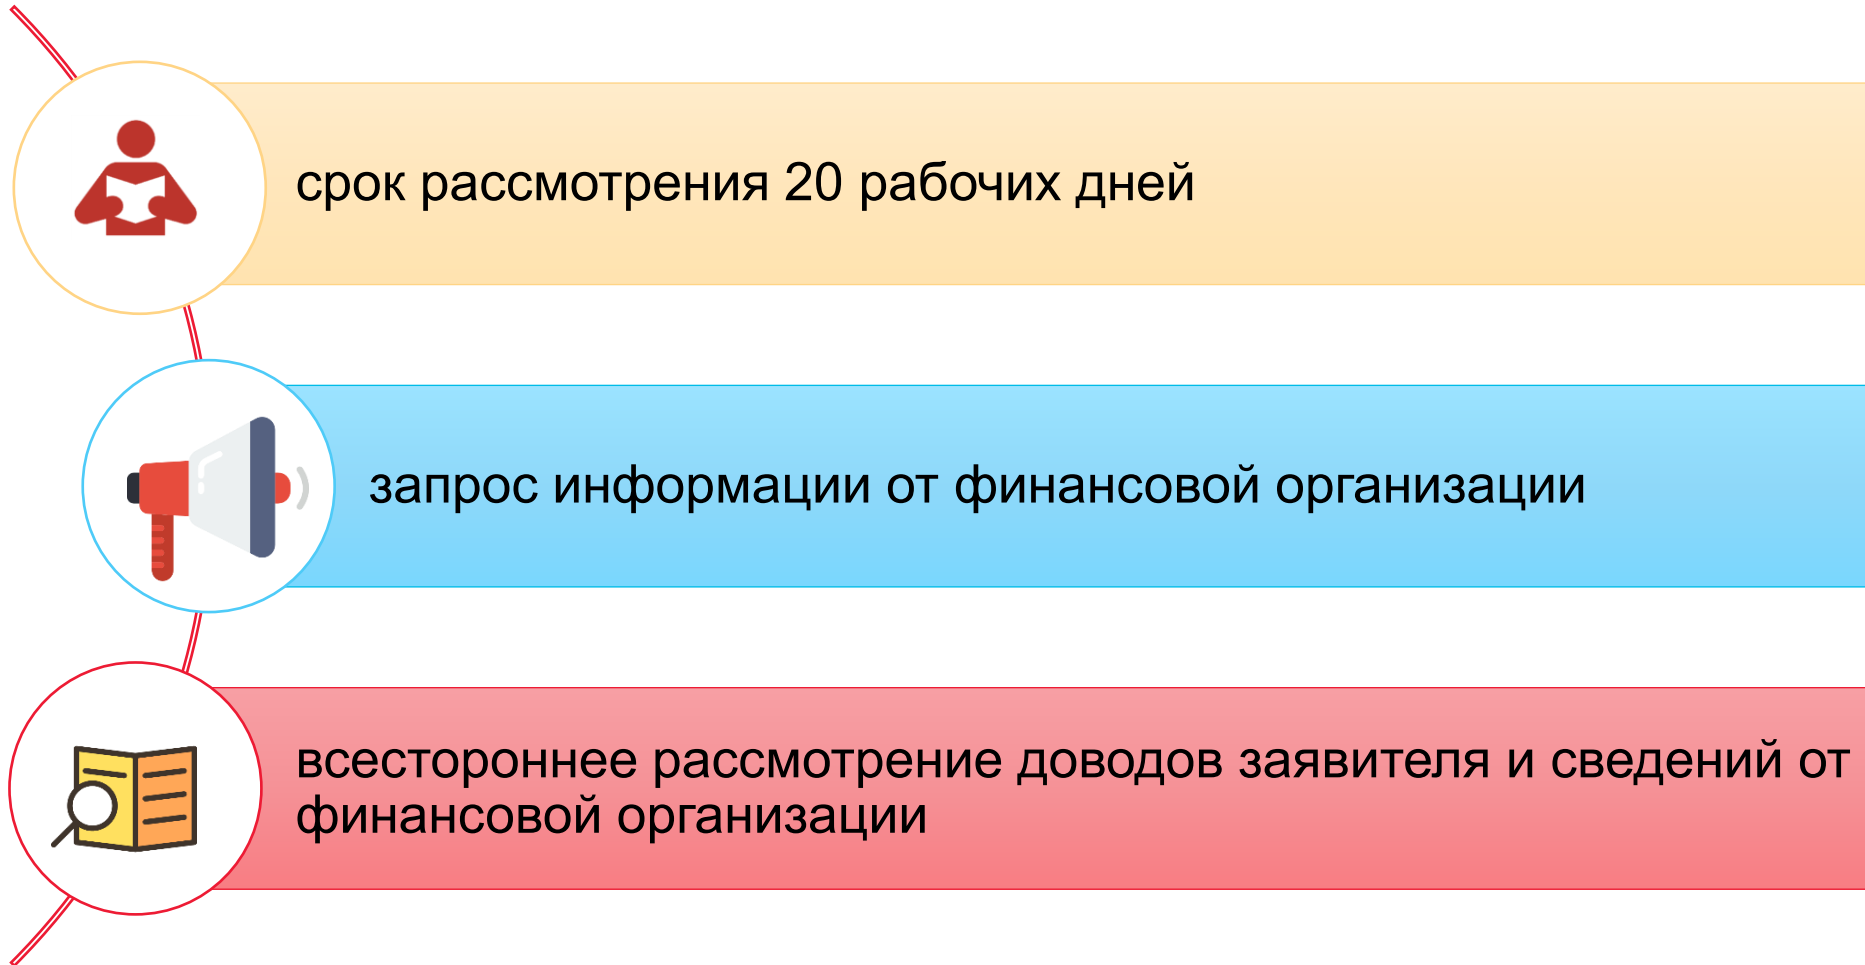 срок рассмотрения 20 рабочих дней
запрос информации от финансовой организации
всестороннее рассмотрение доводов заявителя и сведений от
финансовой организации